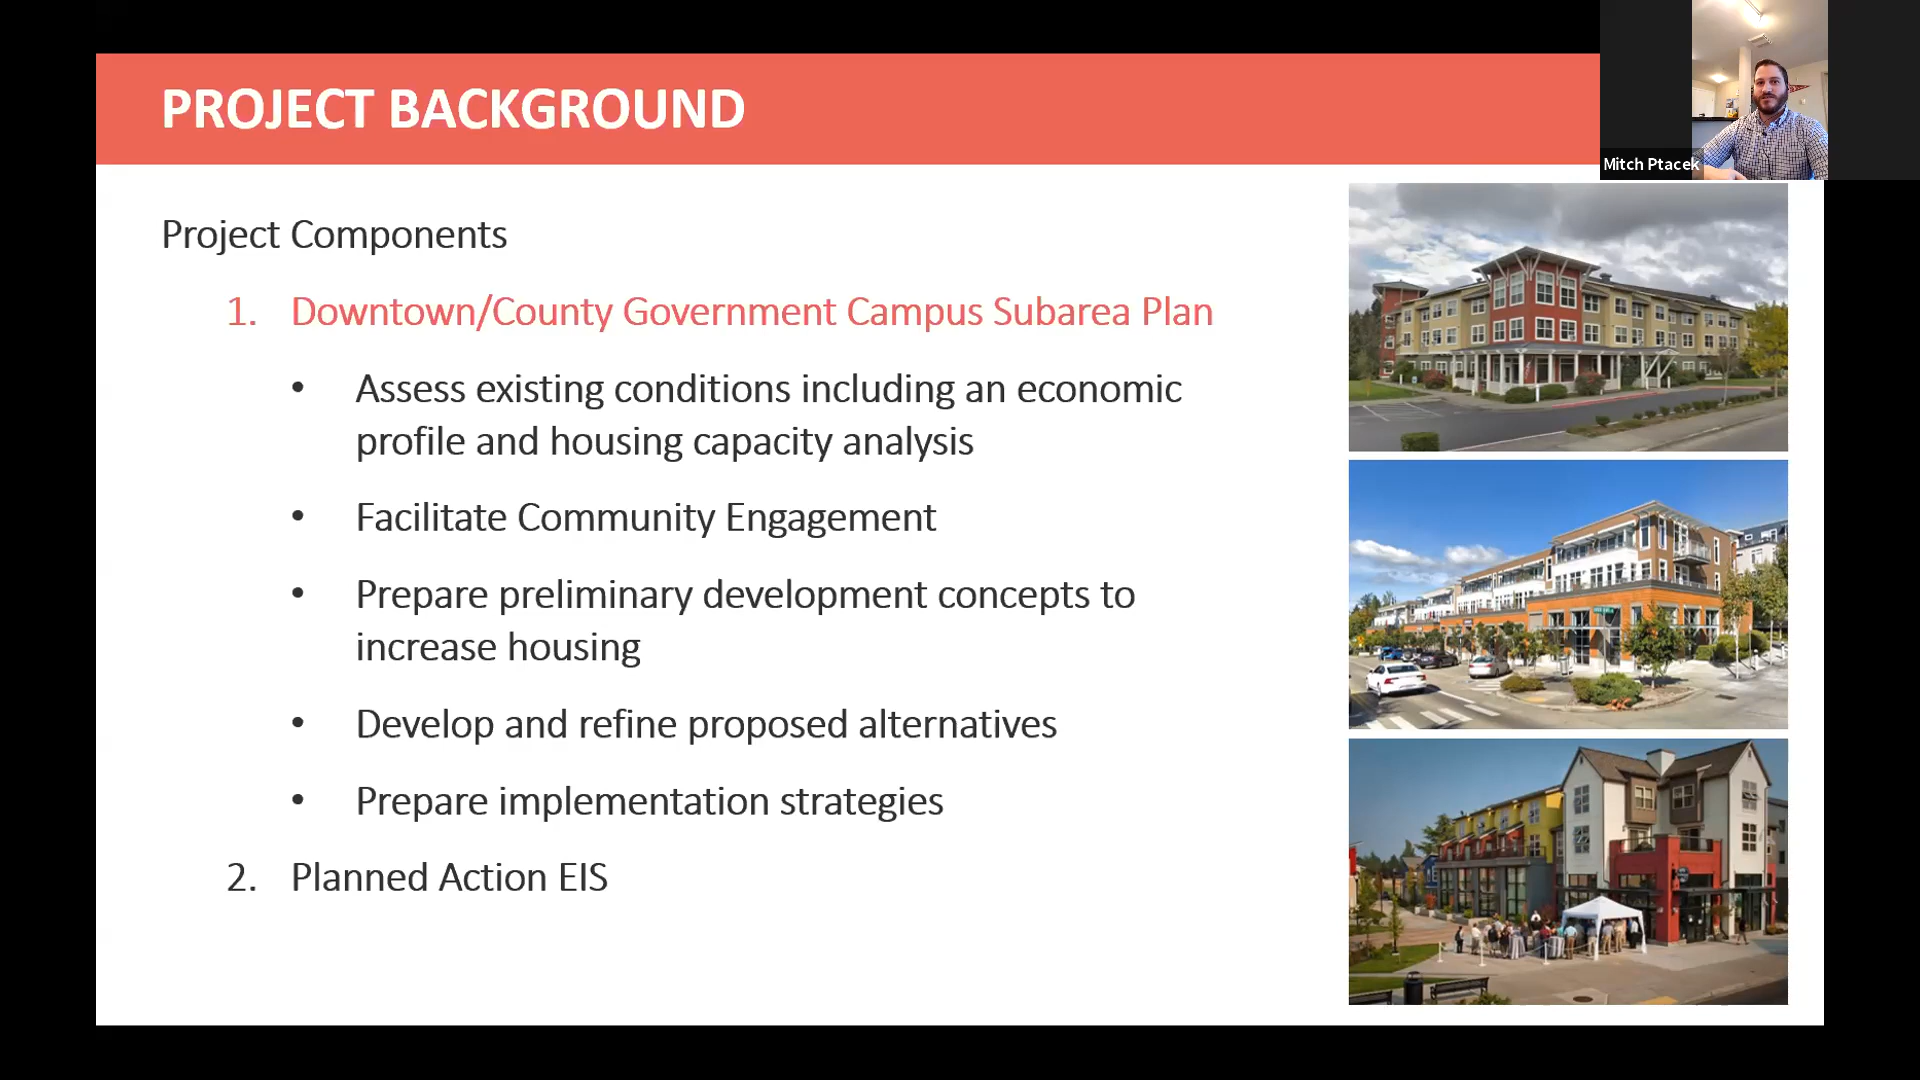 PROJECT BACKGROUND
Mitch Ptacek
Project Components
1. Downtown/County Government Campus Subarea Plan
• Assess existing conditions including an economic
profile and housing capacity analysis
• Facilitate Community Engagement
• Prepare preliminary development concepts to
increase housing
• Develop and refine proposed alternatives
• Prepare implementation strategies
2. Planned Action EIS